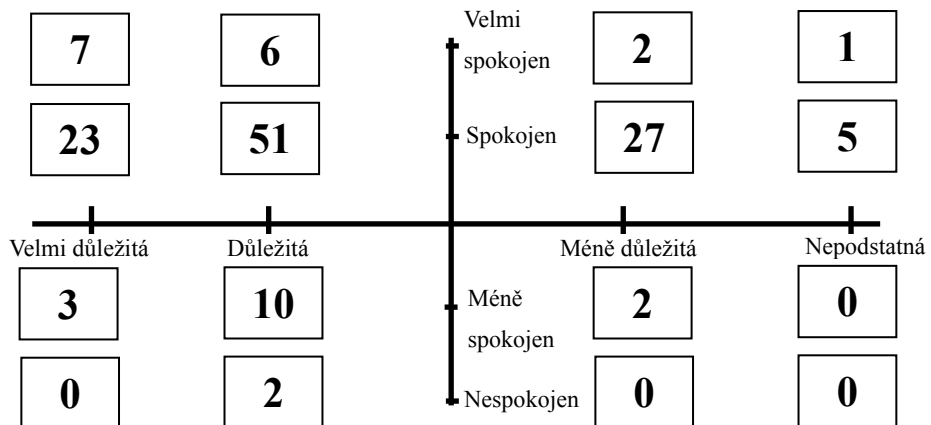 Velmi
7 6 spokojen 2 1
23 51 Spokojen 27 5
Velmi důležitá Důležitá Méně důležitá Nepodstatná
3 10 Méně 2 0
spokojen
0 2 Nespokojen 0 0